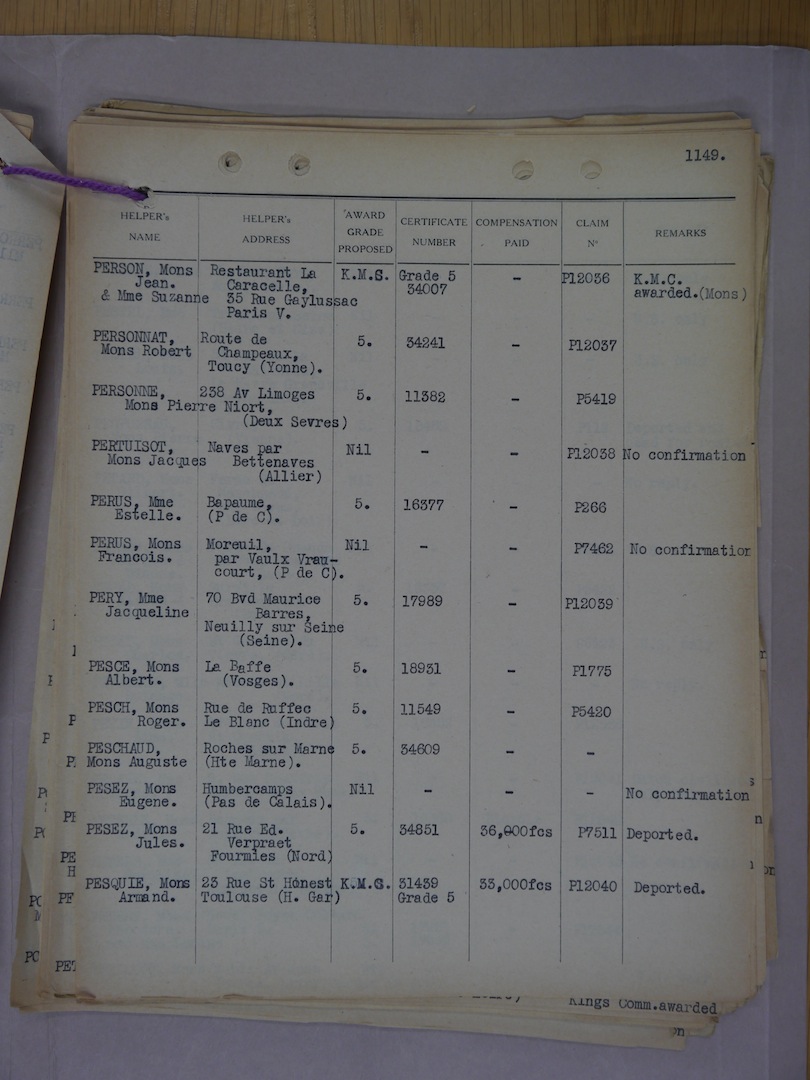 1149.
HELPER's NAME | HELPER's ADDRESS | AWARD GRADE PROPOSED | CERTIFICATE NUMBER | COMPENSATION PAID | CLAIM No | REMARKS
PERSON, Mons Restaurant La K.M.S. Grade 5 - P12036 K.M.C.
Jean. Caracelle, 34007 awarded.(Mons)
& Mme Suzanne 35 Rue Gaylussac
Paris V.
PERSONNAT, Route de 5. 34241 - P12037
Mons Robert Champeaux,
Toucy (Yonne).
PERSONNE, 238 Av Limoges 5. 11382 - P5419
Mons Pierre Niort,
(Deux Sevres)
PERTUISOT, Naves par Nil - - P12038 No confirmation
Mons Jacques Bettenaves
(Allier)
PERUS, Mme Bapaume, 5. 16377 - P266
Estelle. (P de C).
PERUS, Mons Moreuil, Nil - - P7462 No confirmation
Francois. par Vaulx Vrau-
court, (P de C).
PERY, Mme 70 Bvd Maurice 5. 17989 - P12039
Jacqueline Barres,
Neuilly sur Seine
(Seine).
PESCE, Mons La Baffe 5. 18931 - P1775
Albert. (Vosges).
PESCH, Mons Rue de Ruffec 5. 11549 - P5420
Roger. Le Blanc (Indre)
PESCHAUD, Roches sur Marne 5. 34609 - -
Mons Auguste (Hte Marne).
PESEZ, Mons Humbercamps Nil - - - No confirmation
Eugene. (Pas de Calais).
PESEZ, Mons 21 Rue Ed. 5. 34851 36,000fcs P7511 Deported.
Jules. Verpraet
Fourmies (Nord)
PESQUIE, Mons 23 Rue St Honest K.M.C. 31439 33,000fcs P12040 Deported.
Armand. Toulouse (H. Gar) Grade 5
Kings Comm.awarded